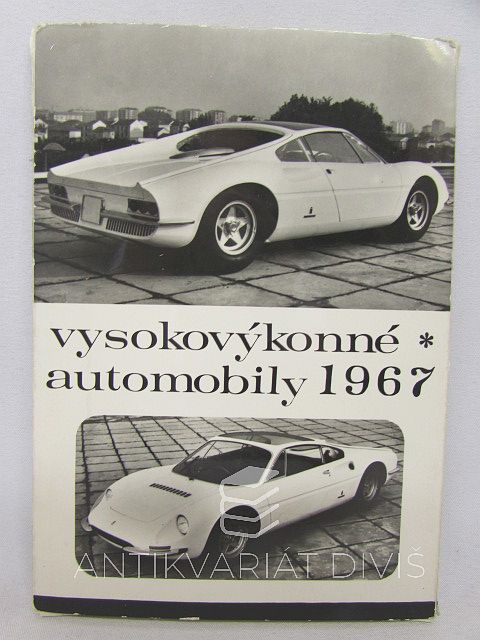 vysokovýkonné *
automobily 1967
ANTIKVARIÁT DIVIŠ